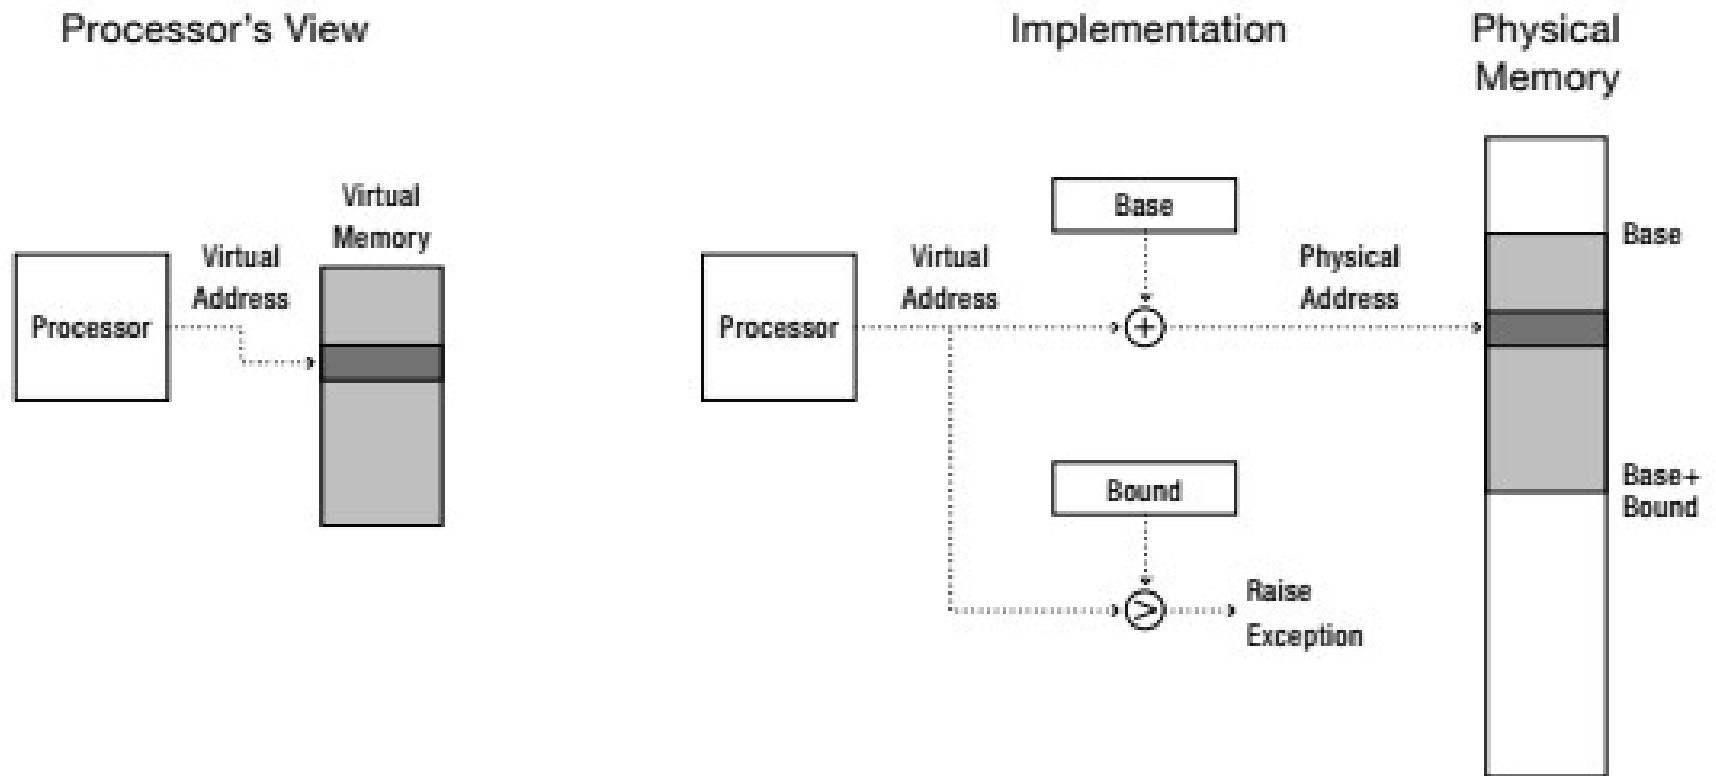 Processor's View
Implementation
Physical
Memory
Virtual
Memory
Virtual
Address
Processor
Base
Virtual
Address
Physical
Address
Processor
+
Base
Bound
>
Raise
Exception
Base+
Bound